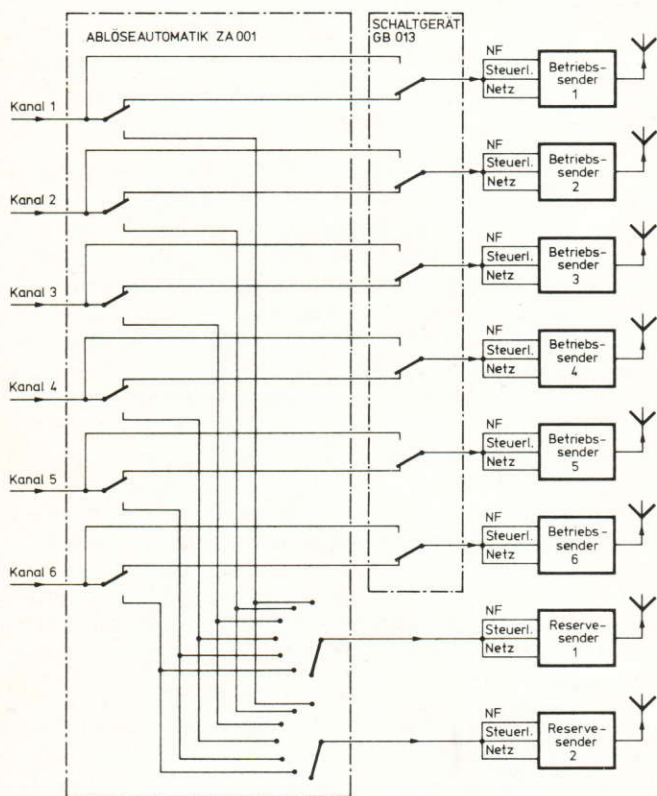 ABLÖSEAUTOMATIK ZA 001
SCHALTGERÄT
GB 013
Kanal 1
NF
Steuerl.
Netz
Betriebs-
sender
1
Kanal 2
NF
Steuerl.
Netz
Betriebs-
sender
2
Kanal 3
NF
Steuerl.
Netz
Betriebs-
sender
3
Kanal 4
NF
Steuerl.
Netz
Betriebs-
sender
4
Kanal 5
NF
Steuerl.
Netz
Betriebs-
sender
5
Kanal 6
NF
Steuerl.
Netz
Betriebs-
sender
6
NF
Steuerl.
Netz
Reserve-
sender
1
NF
Steuerl.
Netz
Reserve-
sender
2